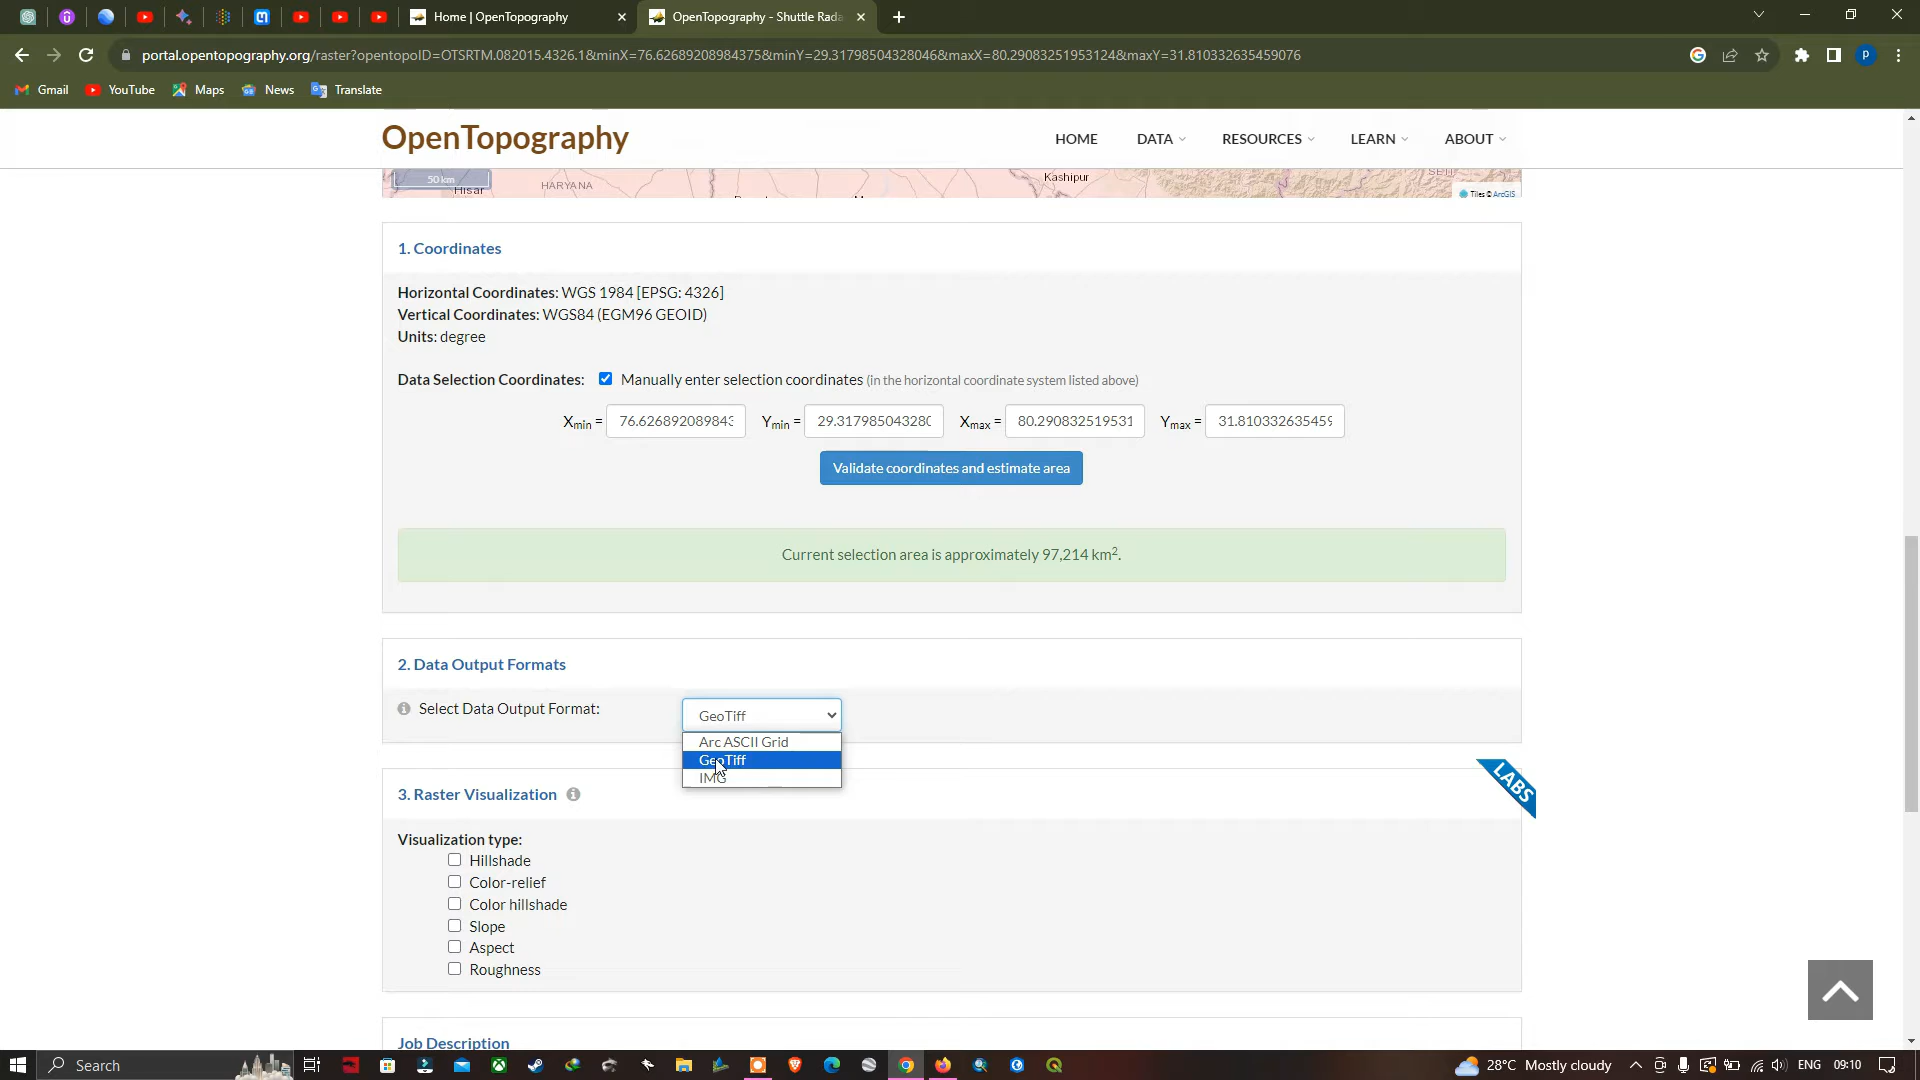 Home | OpenTopography
OpenTopography - Shuttle Rada
portal.opentopography.org/raster?opentopoID=OTSRTM.082015.4326.1&minX=76.62689208984375&minY=29.31798504328046&maxX=80.29083251953124&maxY=31.810332635459076
P
Gmail YouTube Maps News Translate
OpenTopography
HOME DATA RESOURCES LEARN ABOUT
50 km
Hisar HARYANA Kashipur
Tiles © ArcGIS
1. Coordinates
Horizontal Coordinates: WGS 1984 [EPSG: 4326]
Vertical Coordinates: WGS84 (EGM96 GEOID)
Units: degree
Data Selection Coordinates: Manually enter selection coordinates (in the horizontal coordinate system listed above)
Xmin = 76.626892089843 Ymin = 29.31798504328 Xmax = 80.290832519531 Ymax = 31.810332635459
Validate coordinates and estimate area
Current selection area is approximately 97,214 km².
2. Data Output Formats
Select Data Output Format:
GeoTiff
Arc ASCII Grid
GeoTiff
IMG
LABS
3. Raster Visualization
Visualization type:
Hillshade
Color-relief
Color hillshade
Slope
Aspect
Roughness
Job Description
Search
28°C Mostly cloudy
ENG
09:10